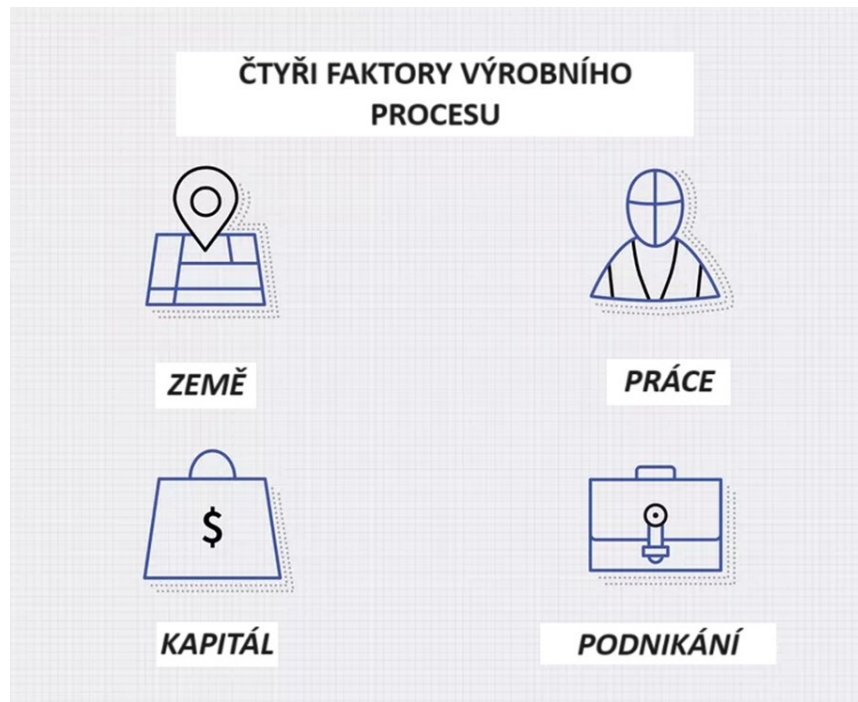 ČTYŘI FAKTORY VÝROBNÍHO
PROCESU
ZEMĚ
PRÁCE
$
KAPITÁL
PODNIKÁNÍ